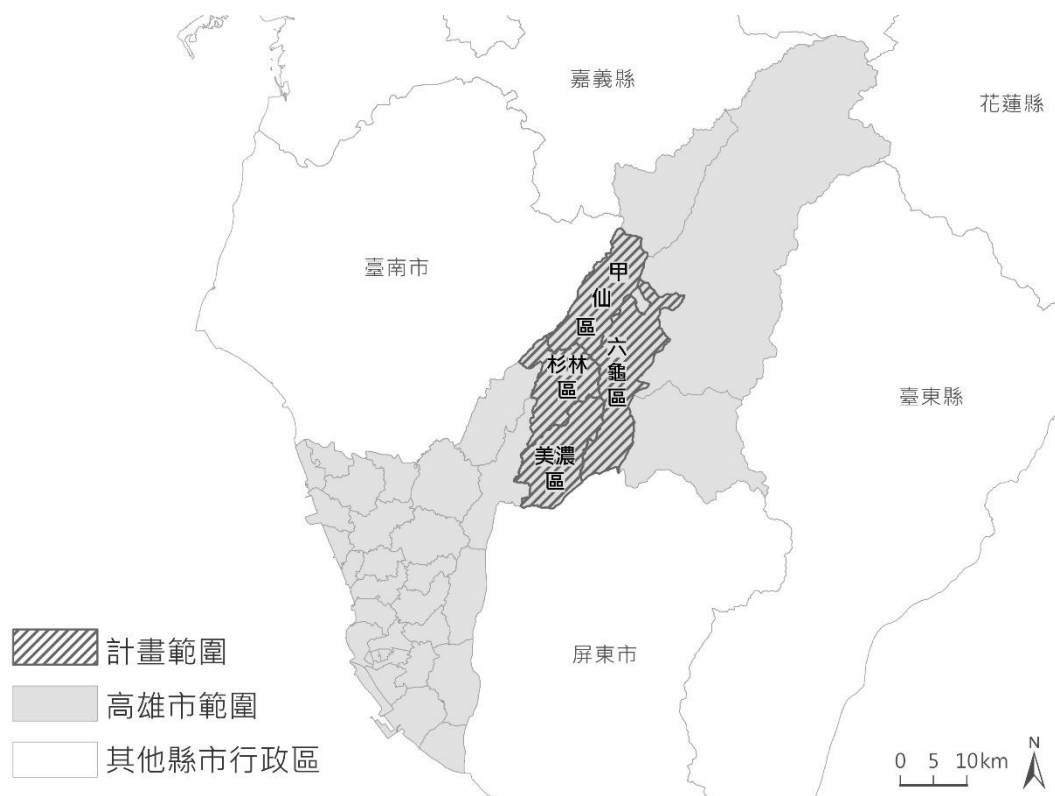 嘉義縣
花蓮縣
臺南市
甲仙區
六龜區
杉林區
臺東縣
美濃區
屏東市
計畫範圍
高雄市範圍
其他縣市行政區
0 5 10km
N